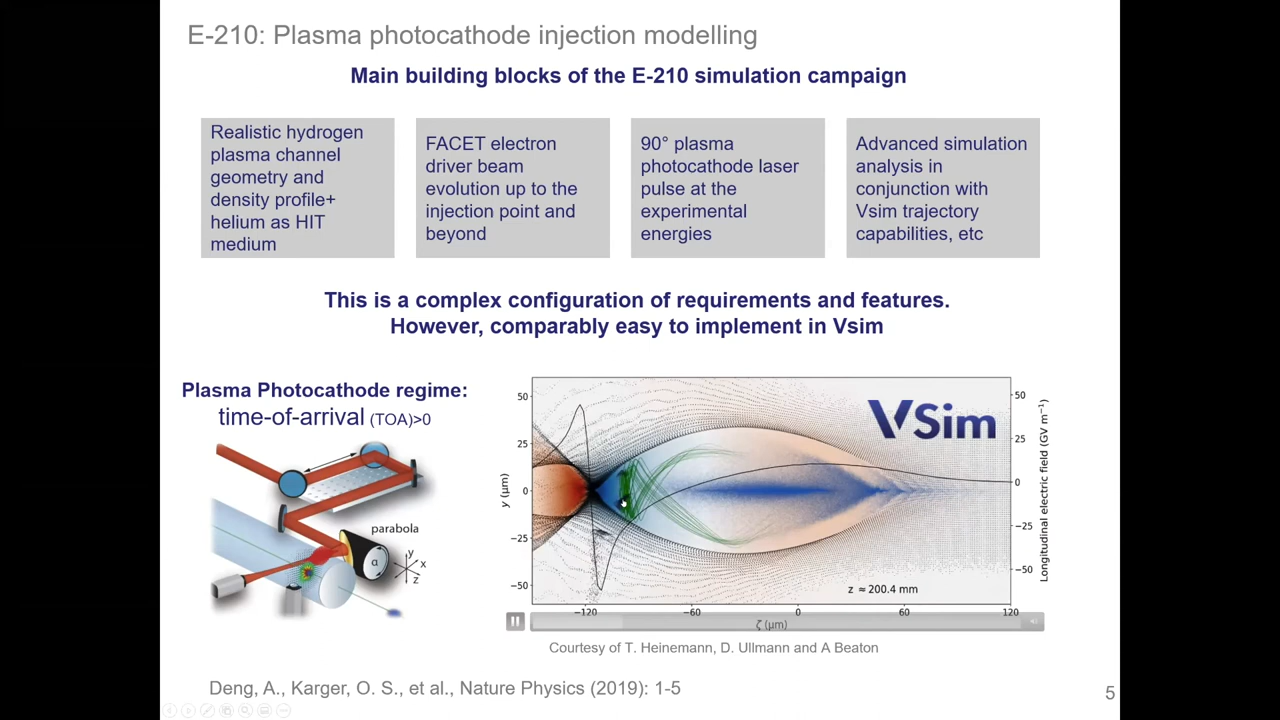 E-210: Plasma photocathode injection modelling
Main building blocks of the E-210 simulation campaign
Realistic hydrogen
plasma channel
geometry and
density profile+
helium as HIT
medium
FACET electron
driver beam
evolution up to the
injection point and
beyond
90° plasma
photocathode laser
pulse at the
experimental
energies
Advanced simulation
analysis in
conjunction with
Vsim trajectory
capabilities, etc
This is a complex configuration of requirements and features.
However, comparably easy to implement in Vsim
Plasma Photocathode regime:
time-of-arrival (TOA)>0
parabola
α
y
x
z
VSim
50
25
0
−25
−50
y (μm)
50
25
0
−25
−50
Longitudinal electric field (GV m⁻¹)
z ≈ 200.4 mm
−120
−60
0
60
120
ζ (μm)
Courtesy of T. Heinemann, D. Ullmann and A Beaton
Deng, A., Karger, O. S., et al., Nature Physics (2019): 1-5
5